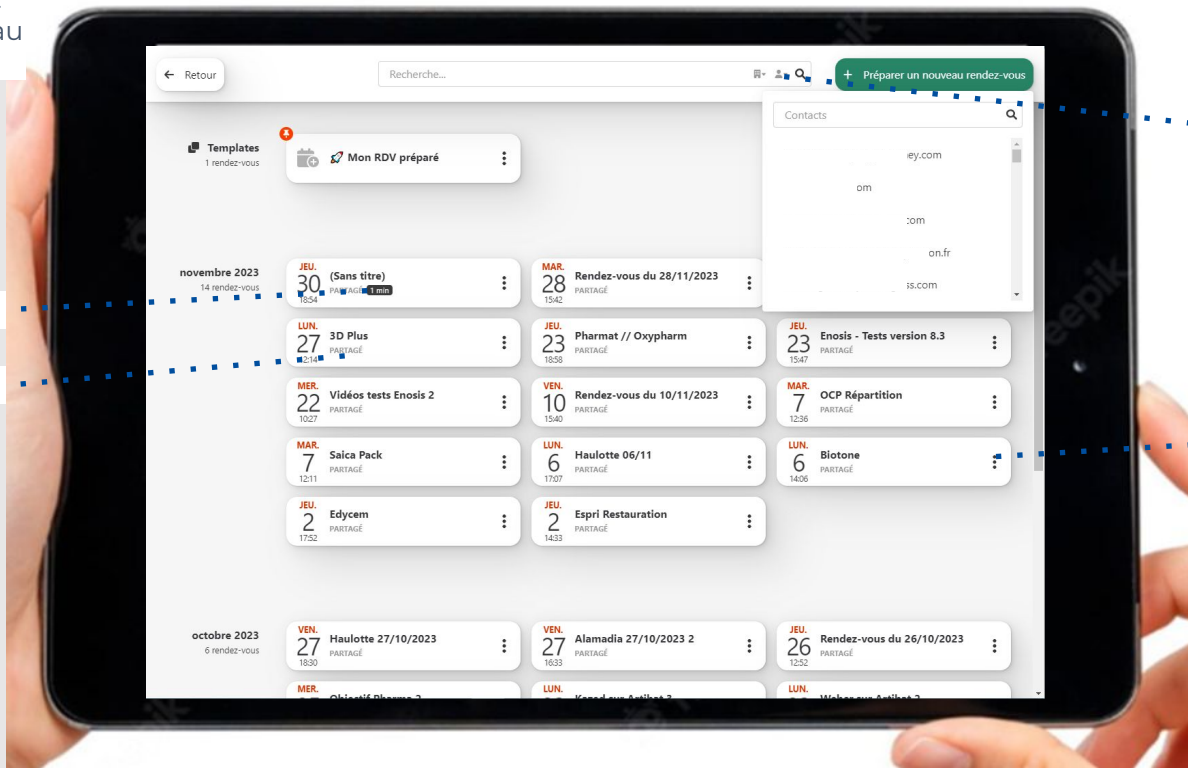 au
← Retour
Recherche...
+ Préparer un nouveau rendez-vous
Contacts
Templates
1 rendez-vous
Mon RDV préparé
ey.com
om
com
on.fr
ss.com
novembre 2023
14 rendez-vous
JEU.
30
18:54
(Sans titre)
PARTAGÉ 1 min
MAR.
28
15:42
Rendez-vous du 28/11/2023
PARTAGÉ
LUN.
27
12:14
3D Plus
PARTAGÉ
JEU.
23
18:58
Pharmat // Oxypharm
PARTAGÉ
JEU.
23
15:47
Enosis - Tests version 8.3
PARTAGÉ
MER.
22
10:27
Vidéos tests Enosis 2
PARTAGÉ
VEN.
10
15:40
Rendez-vous du 10/11/2023
PARTAGÉ
MAR.
7
12:36
OCP Répartition
PARTAGÉ
MAR.
7
12:11
Saica Pack
PARTAGÉ
LUN.
6
17:07
Haulotte 06/11
PARTAGÉ
LUN.
6
14:06
Biotone
PARTAGÉ
JEU.
2
17:52
Edycem
PARTAGÉ
JEU.
2
14:33
Espri Restauration
PARTAGÉ
octobre 2023
6 rendez-vous
VEN.
27
18:30
Haulotte 27/10/2023
PARTAGÉ
VEN.
27
16:33
Alamadia 27/10/2023 2
PARTAGÉ
JEU.
26
12:52
Rendez-vous du 26/10/2023
PARTAGÉ
MER.
LUN.
LUN.